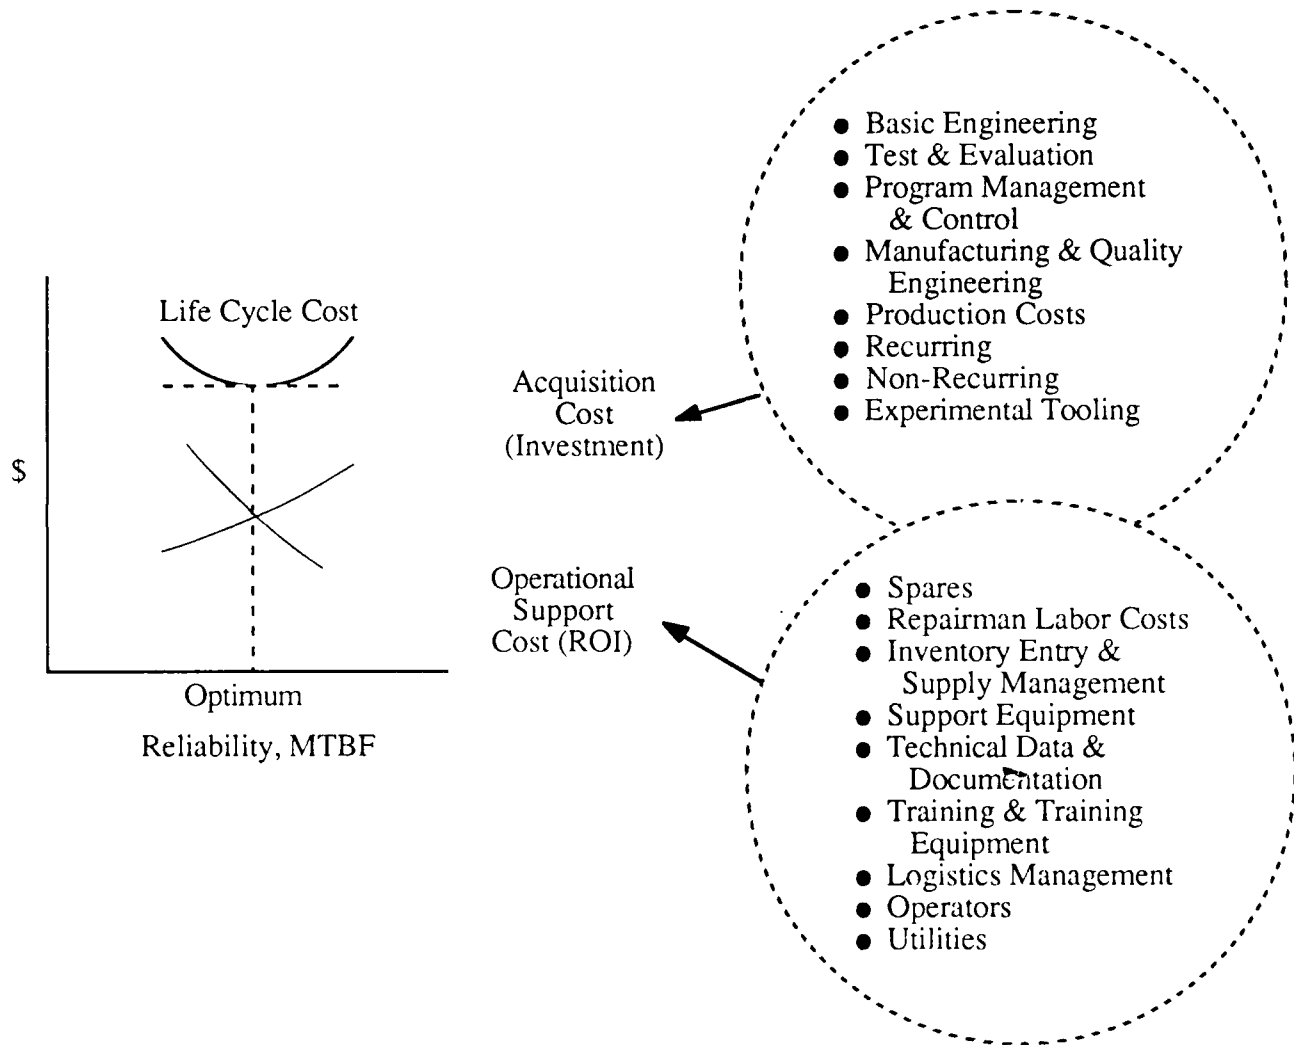 Life Cycle Cost
$
Optimum
Reliability, MTBF
Acquisition
Cost
(Investment)
Operational
Support
Cost (ROI)
● Basic Engineering
● Test & Evaluation
● Program Management
& Control
● Manufacturing & Quality
Engineering
● Production Costs
● Recurring
● Non-Recurring
● Experimental Tooling
● Spares
● Repairman Labor Costs
● Inventory Entry &
Supply Management
● Support Equipment
● Technical Data &
Documentation
● Training & Training
Equipment
● Logistics Management
● Operators
● Utilities